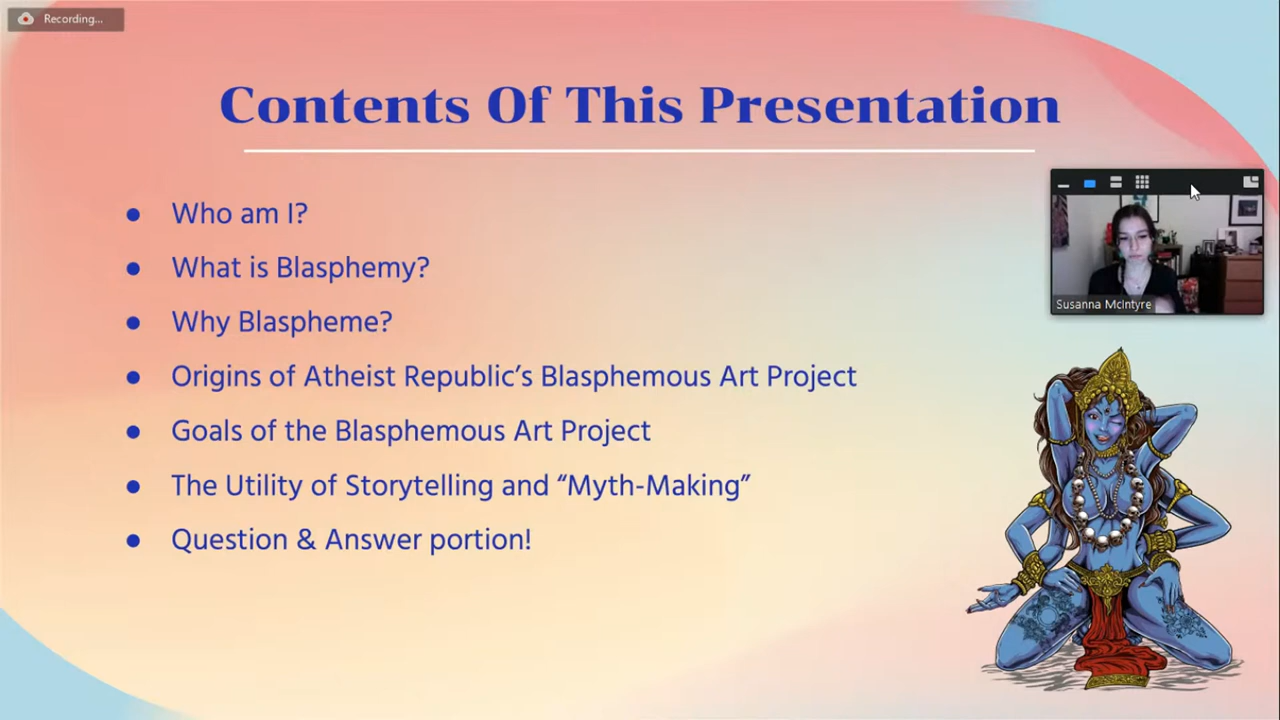 Recording...
Contents Of This Presentation
● Who am I?
● What is Blasphemy?
● Why Blaspheme?
● Origins of Atheist Republic’s Blasphemous Art Project
● Goals of the Blasphemous Art Project
● The Utility of Storytelling and “Myth-Making”
● Question & Answer portion!
Susanna McIntyre